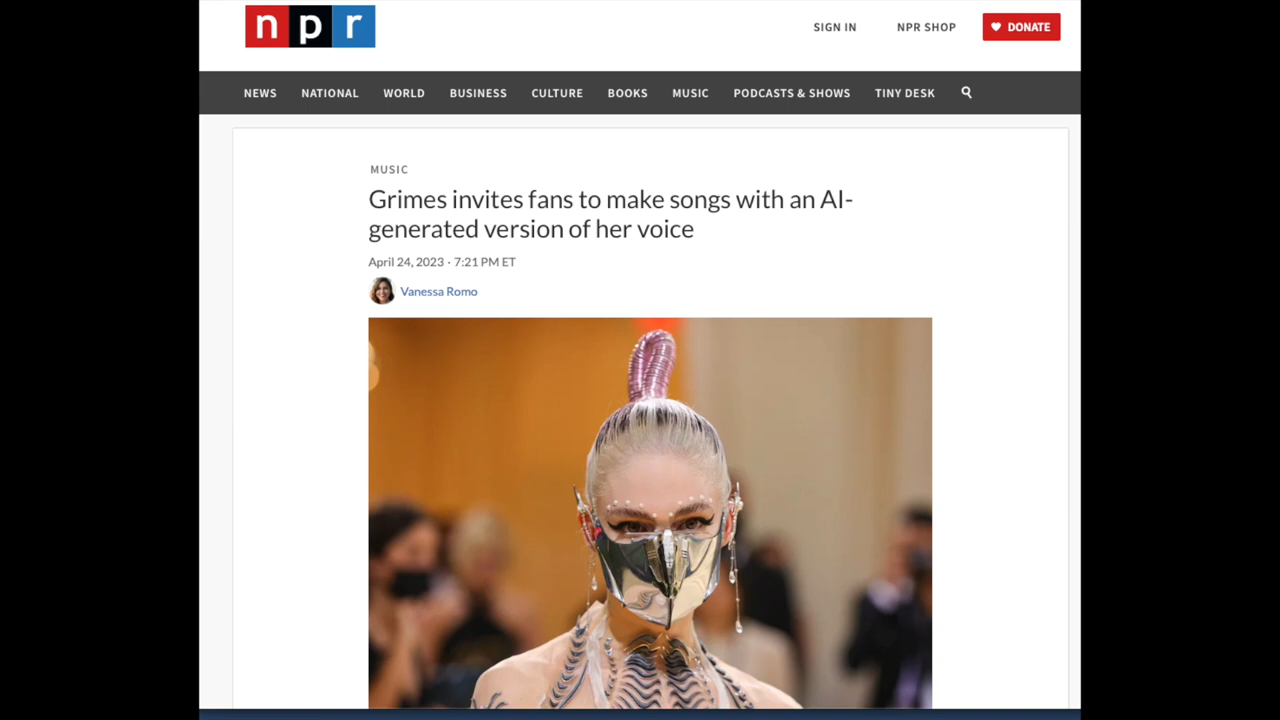 npr
SIGN IN NPR SHOP DONATE
NEWS NATIONAL WORLD BUSINESS CULTURE BOOKS MUSIC PODCASTS & SHOWS TINY DESK
MUSIC
Grimes invites fans to make songs with an AI-
generated version of her voice
April 24, 2023 · 7:21 PM ET
Vanessa Romo